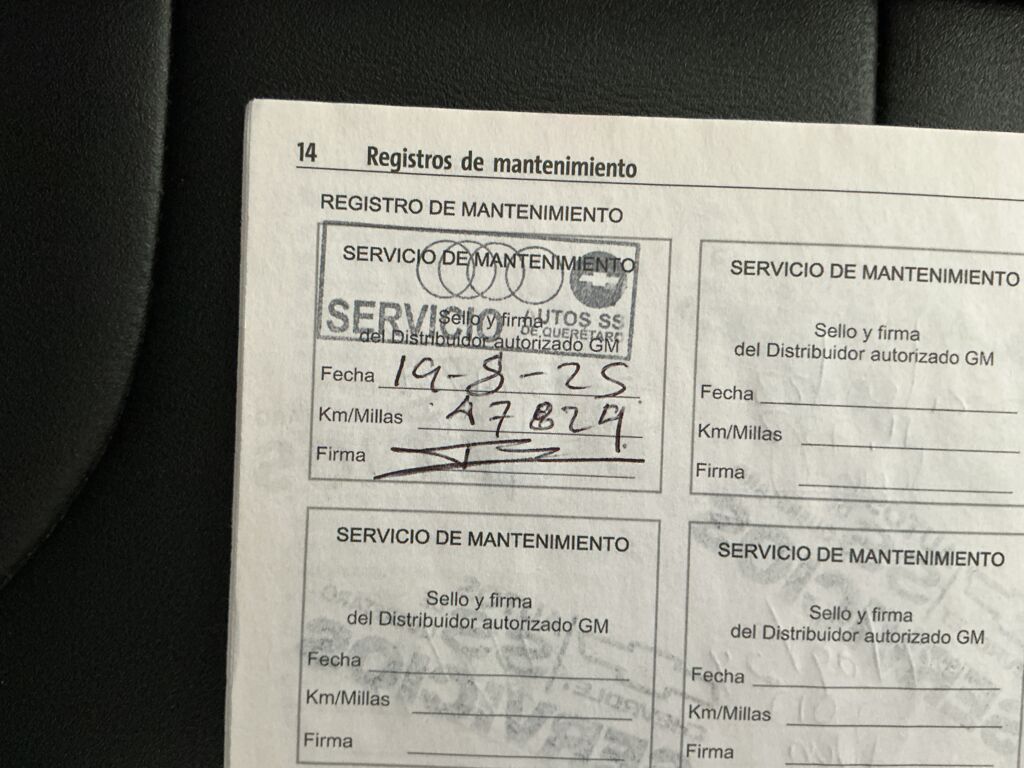 14 Registros de mantenimiento
REGISTRO DE MANTENIMIENTO
SERVICIO DE MANTENIMIENTO
SERVICIO AUTOS SS
DE QUERÉTARO
Sello y firma
del Distribuidor autorizado GM
Fecha 19-8-25
Km/Millas 47829
Firma
SERVICIO DE MANTENIMIENTO
Sello y firma
del Distribuidor autorizado GM
Fecha
Km/Millas
Firma
SERVICIO DE MANTENIMIENTO
Sello y firma
del Distribuidor autorizado GM
Fecha
Km/Millas
Firma
SERVICIO DE MANTENIMIENTO
Sello y firma
del Distribuidor autorizado GM
Fecha
Km/Millas
Firma